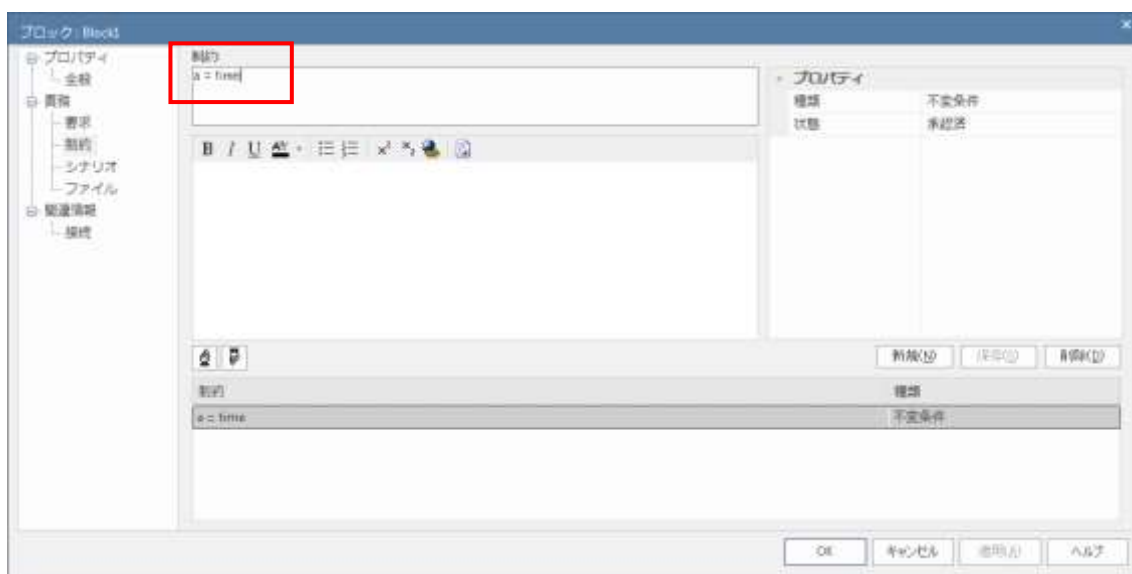 ブロック : Block1
プロパティ
全般
責務
要求
制約
シナリオ
ファイル
関連情報
接続
制約
a = time
B I U
プロパティ
種類 不変条件
状態 承認済
新規(N) 保存(S) 削除(D)
制約 種類
a = time 不変条件
OK キャンセル 適用(A) ヘルプ